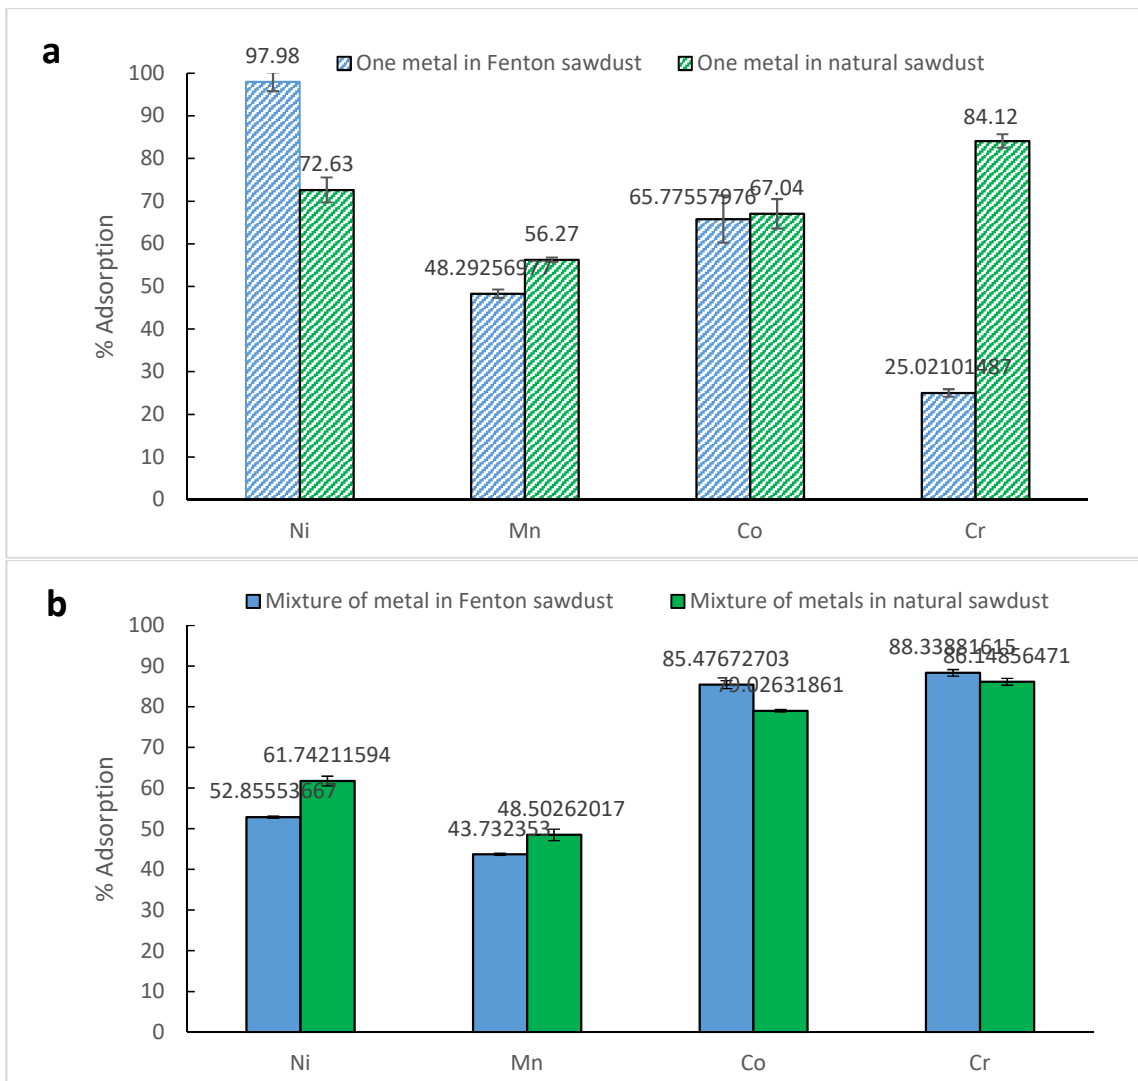 a
One metal in Fenton sawdust
One metal in natural sawdust
% Adsorption
100
90
80
70
60
50
40
30
20
10
0
97.98
72.63
48.29256977
56.27
65.77557976
67.04
25.02101487
84.12
Ni
Mn
Co
Cr
b
Mixture of metal in Fenton sawdust
Mixture of metals in natural sawdust
% Adsorption
100
90
80
70
60
50
40
30
20
10
0
52.85553667
61.74211594
43.732353
48.50262017
85.47672703
79.02631861
88.33881615
86.14856471
Ni
Mn
Co
Cr